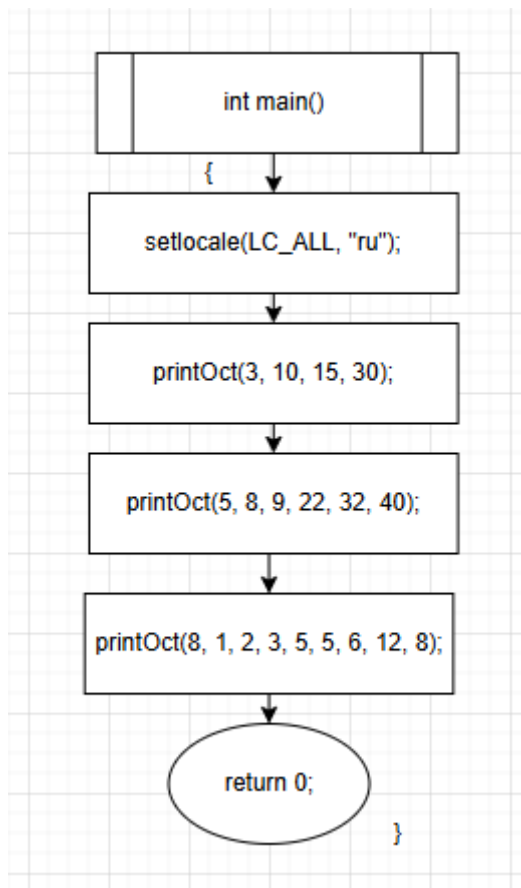 int main()
{
setlocale(LC_ALL, "ru");
printOct(3, 10, 15, 30);
printOct(5, 8, 9, 22, 32, 40);
printOct(8, 1, 2, 3, 5, 5, 6, 12, 8);
return 0;
}